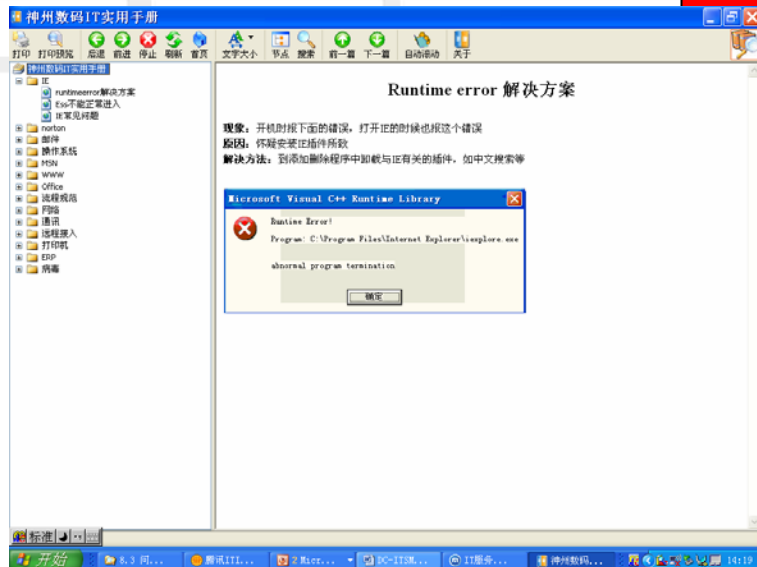 神州数码IT实用手册
打印 打印预览 后退 前进 停止 刷新 首页 文字大小 节点 搜索 前一篇 下一篇 自动滚动 关于
神州数码IT实用手册
IE
runtimeerror解决方案
Ess不能正常进入
IE常见问题
norton
邮件
操作系统
MSN
WWW
Office
流程规范
网络
通讯
远程接入
打印机
ERP
病毒
Runtime error 解决方案
现象：开机时报下面的错误，打开IE的时候也报这个错误
原因：怀疑安装IE插件所致
解决方法：到添加删除程序中卸载与IE有关的插件，如中文搜索等
Microsoft Visual C++ Runtime Library
Runtime Error!
Program: C:\Program Files\Internet Explorer\iexplore.exe
abnormal program termination
确定
标准
开始 8.3 问... 腾讯ITI... 2 Micr... DC-ITSM... IT服务... 神州数码... 14:19